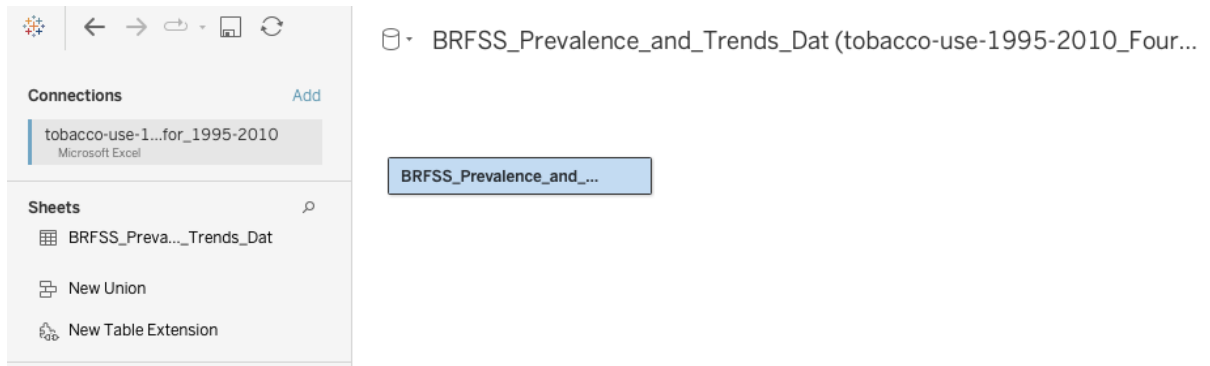 BRFSS_Prevalence_and_Trends_Dat (tobacco-use-1995-2010_Four...
Connections
Add
tobacco-use-1...for_1995-2010
Microsoft Excel
BRFSS_Prevalence_and_...
Sheets
BRFSS_Preva..._Trends_Dat
New Union
New Table Extension